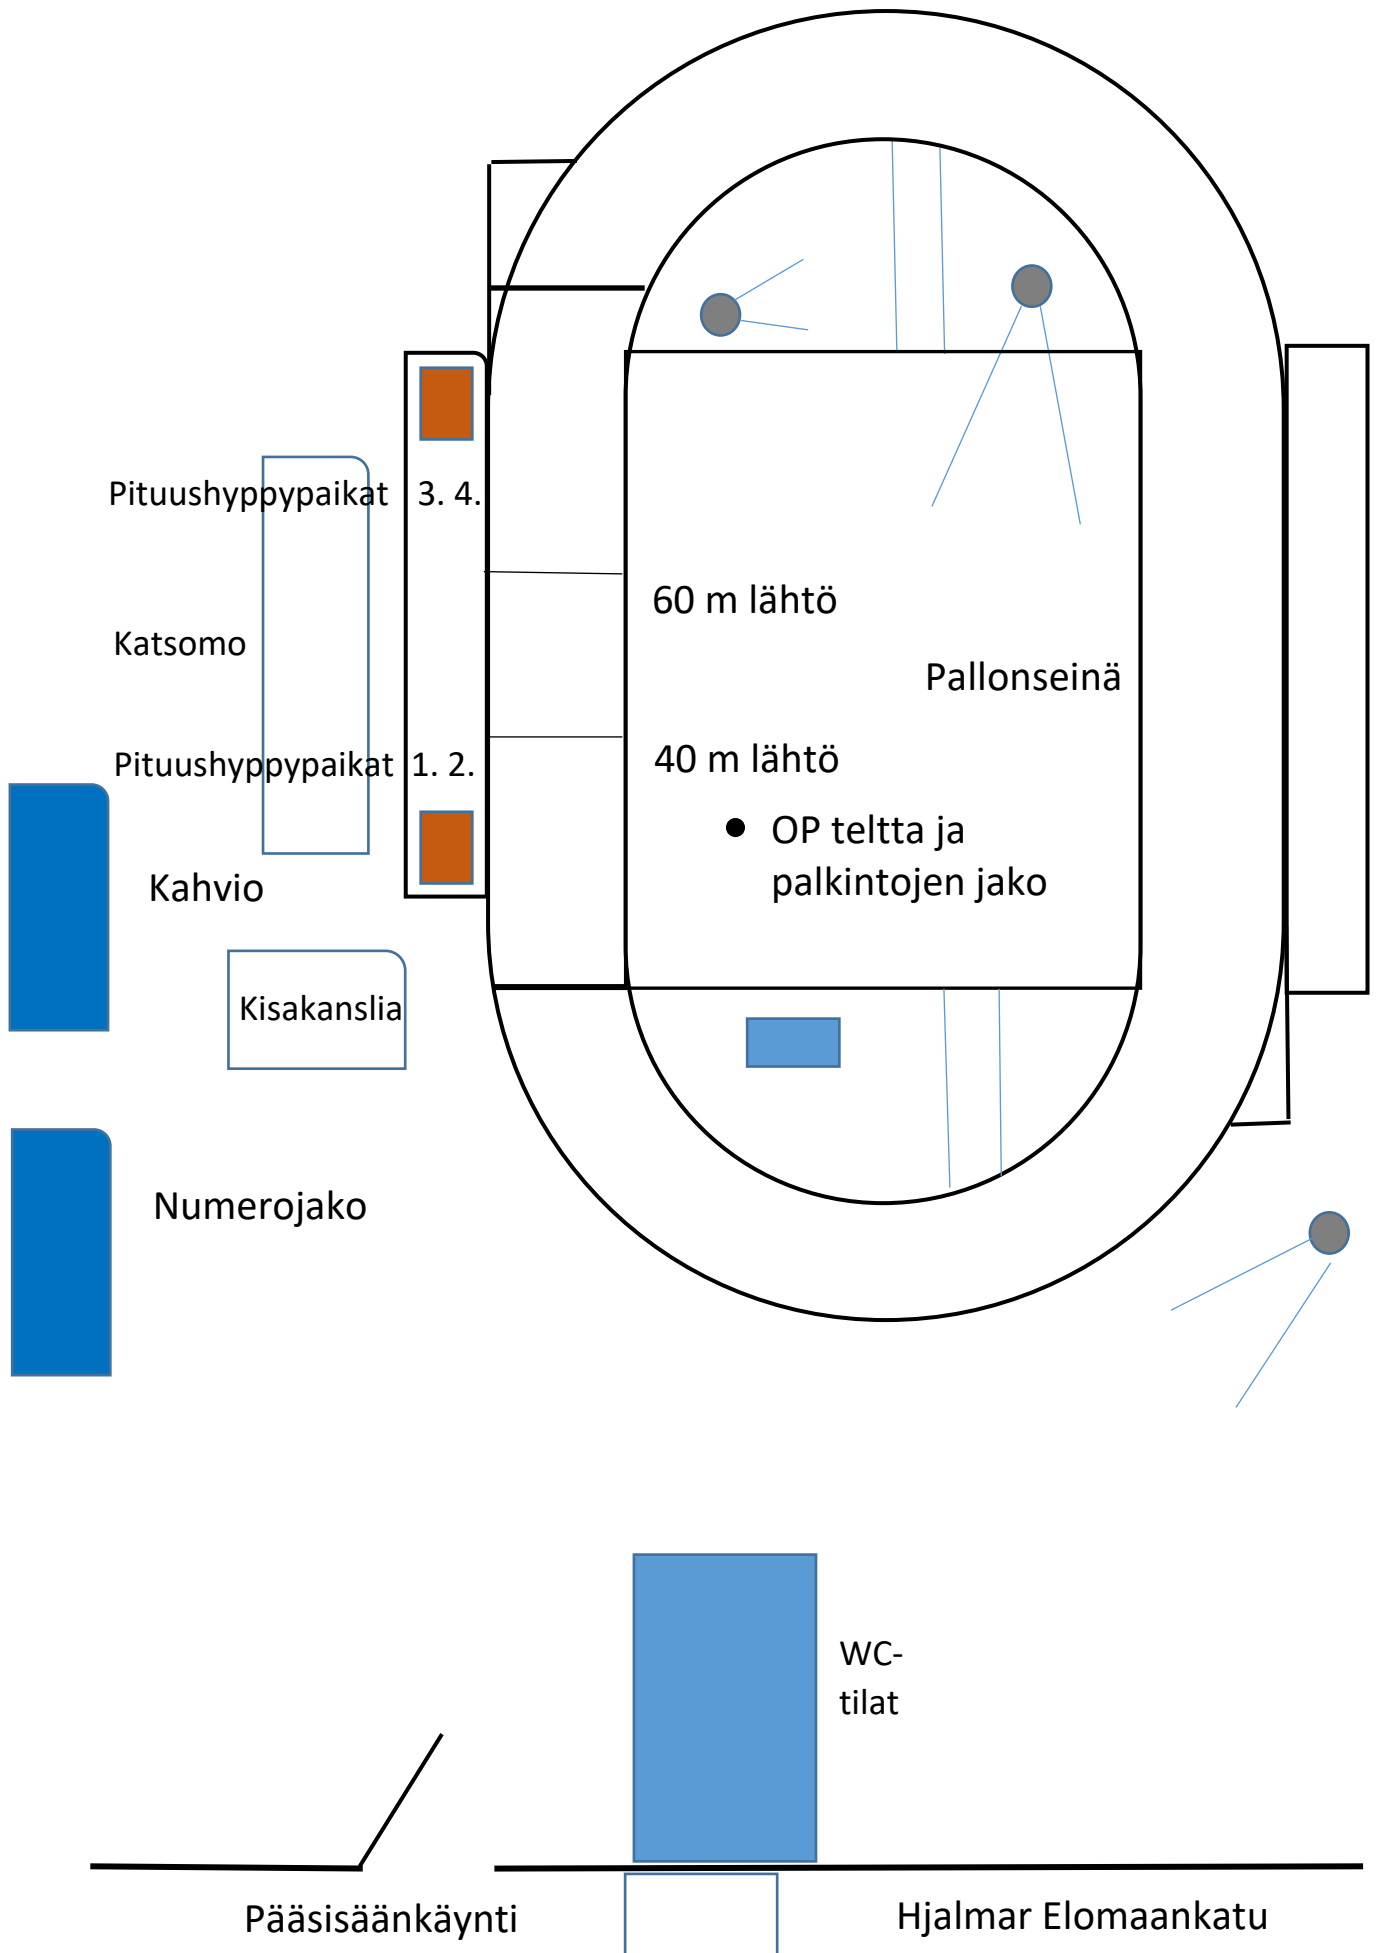 Pituushyppypaikat 3. 4.
60 m lähtö
Katsomo
Pallonseinä
Pituushyppypaikat 1. 2.
40 m lähtö
• OP teltta ja
palkintojen jako
Kahvio
Kisakanslia
Numerojako
WC-
tilat
Pääsisäänkäynti
Hjalmar Elomaankatu